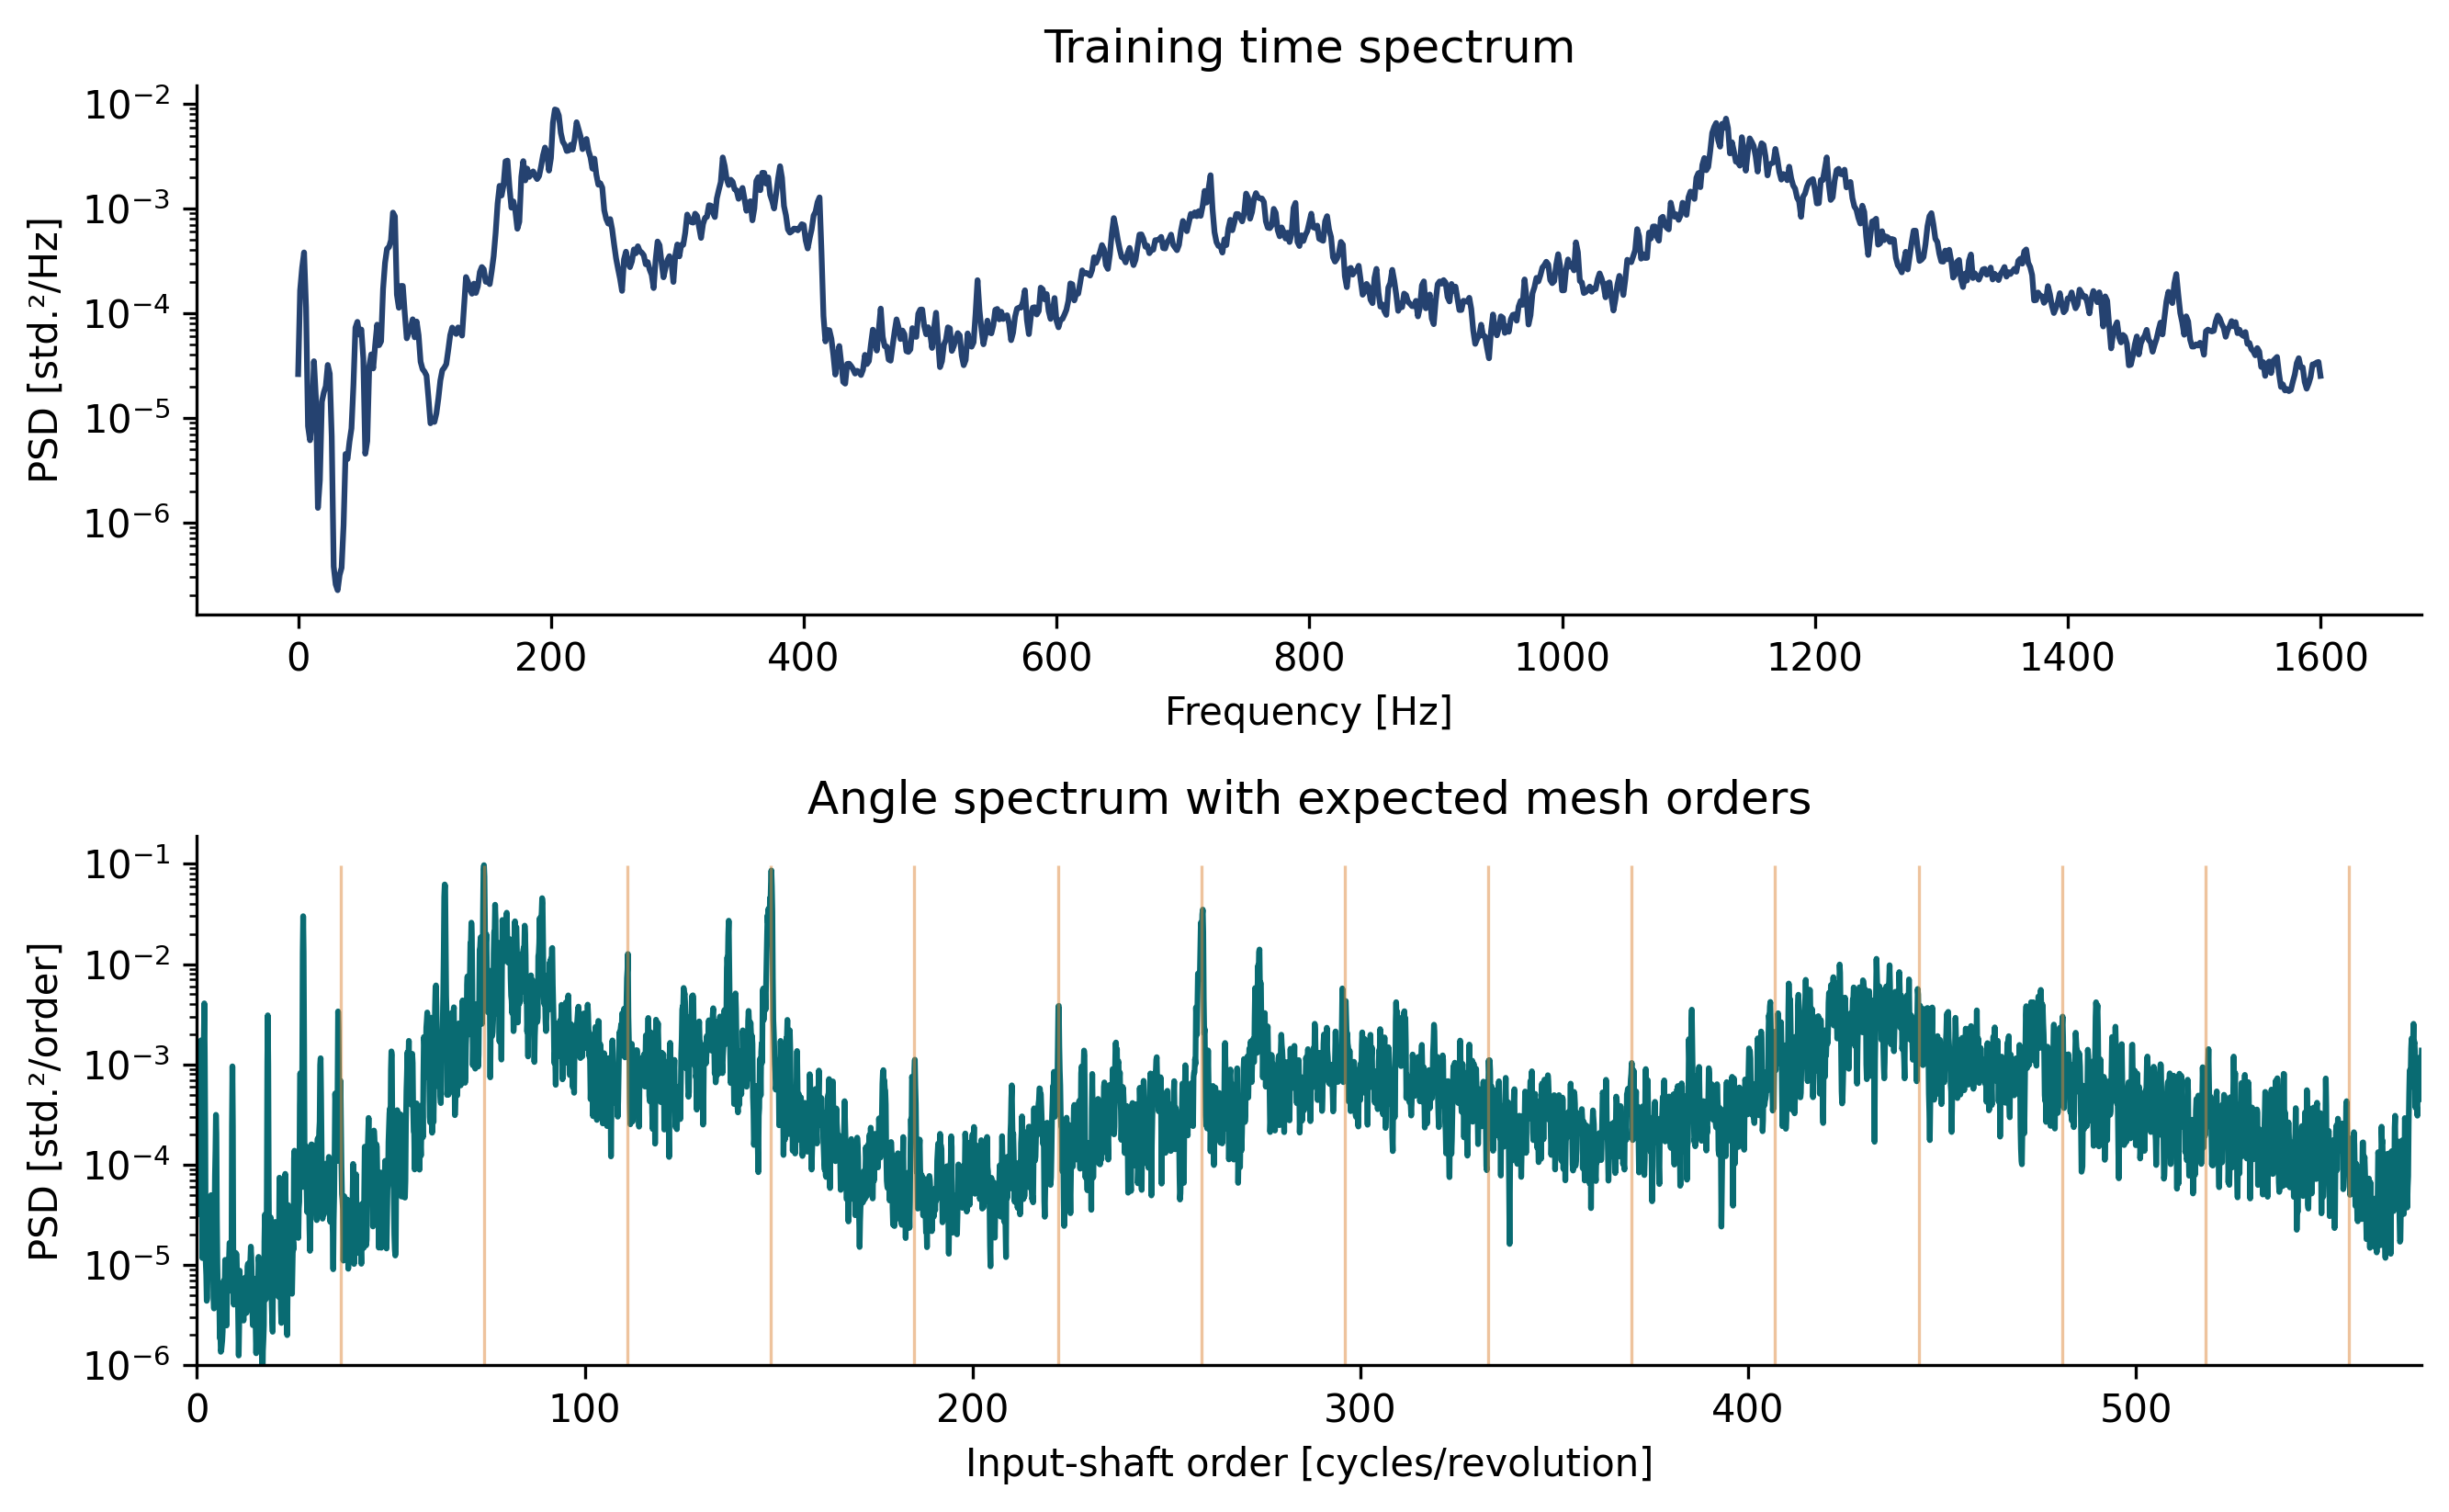 Training time spectrum
10⁻²
10⁻³
10⁻⁴
10⁻⁵
10⁻⁶
PSD [std.²/Hz]
0 200 400 600 800 1000 1200 1400 1600
Frequency [Hz]
Angle spectrum with expected mesh orders
10⁻¹
10⁻²
10⁻³
10⁻⁴
10⁻⁵
10⁻⁶
PSD [std.²/order]
0 100 200 300 400 500
Input-shaft order [cycles/revolution]